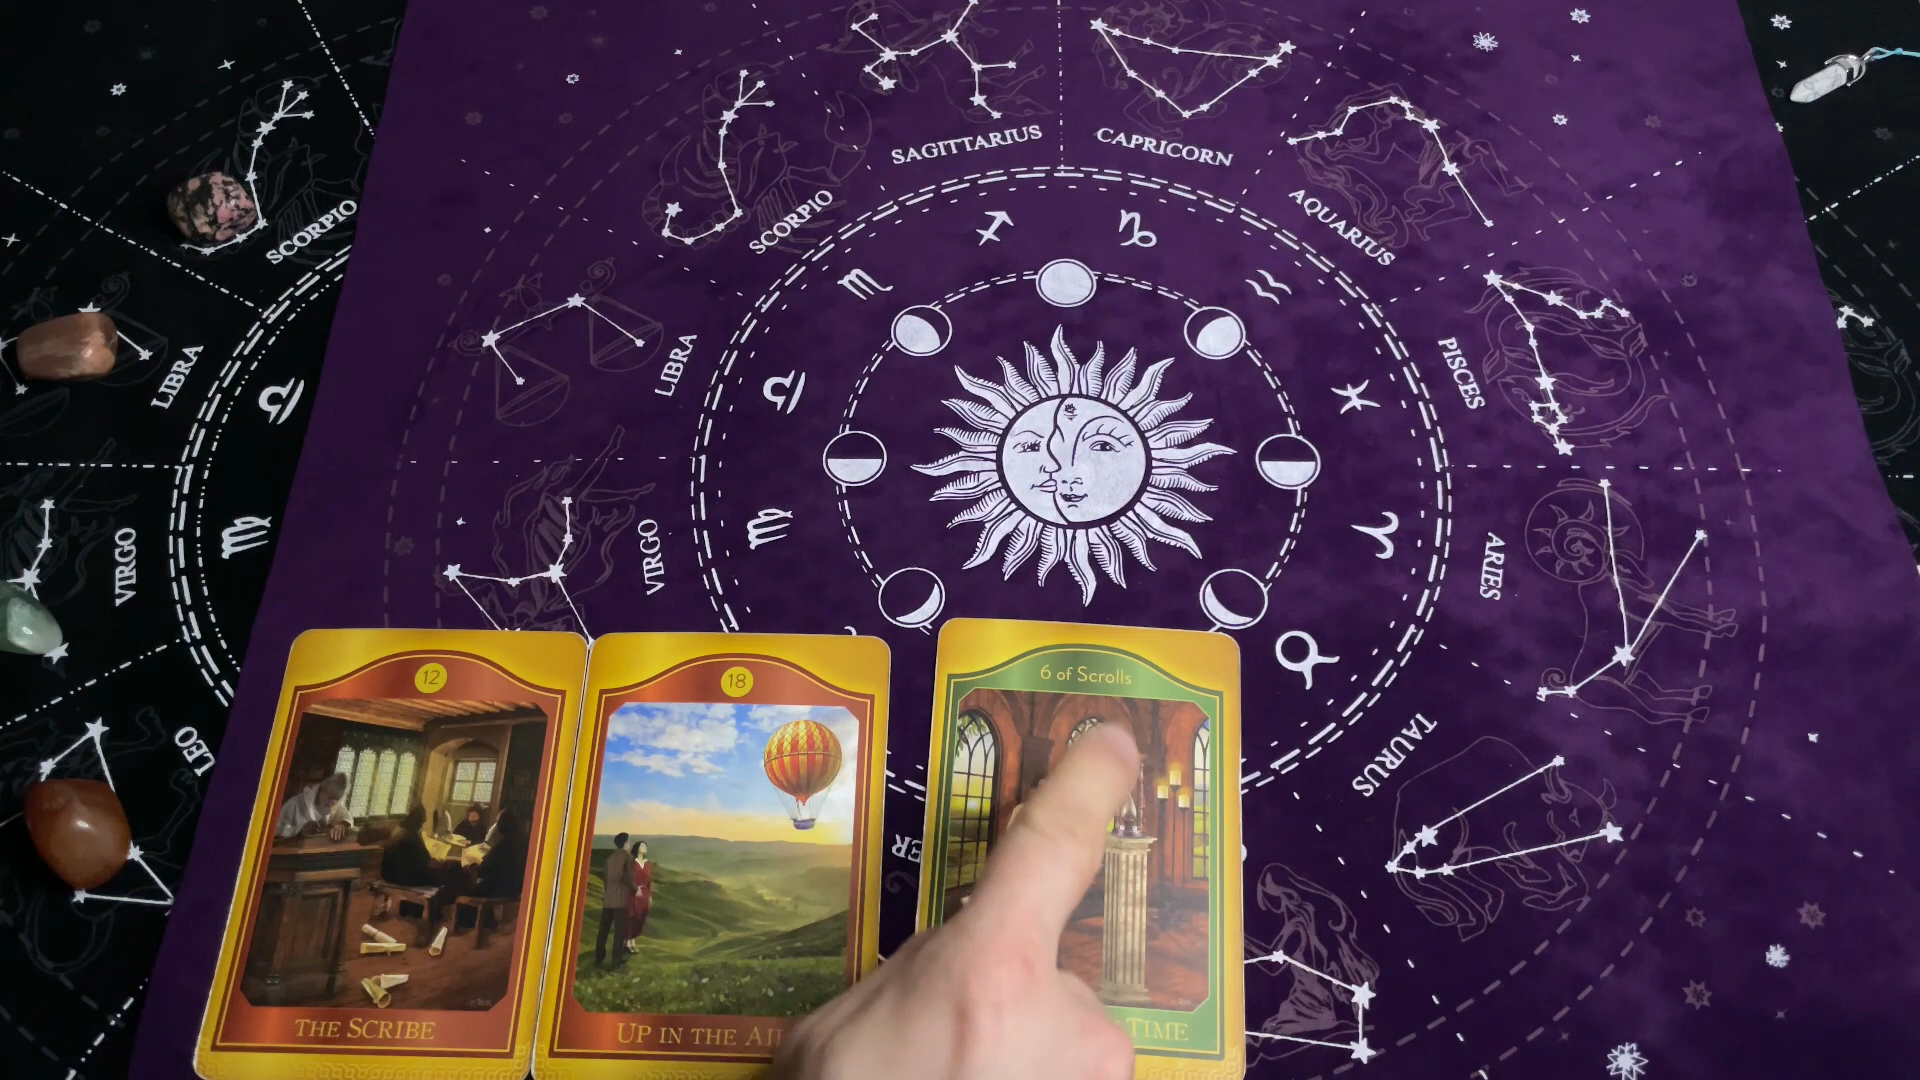 SAGITTARIUS
CAPRICORN
SCORPIO
SCORPIO
AQUARIUS
LIBRA
LIBRA
PISCES
VIRGO
VIRGO
ARIES
LEO
TAURUS
12
THE SCRIBE
18
UP IN THE
6 of Scrolls
TIME